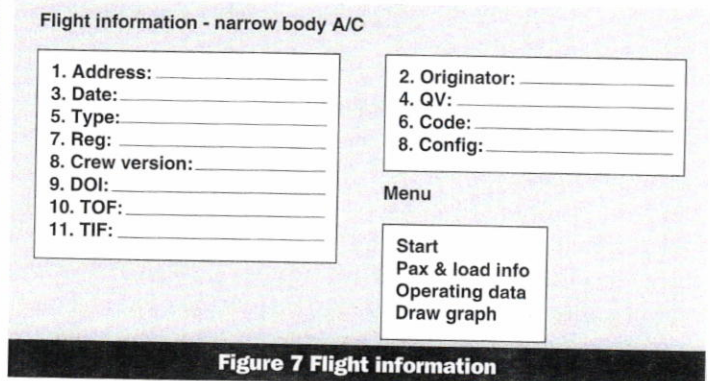 Flight information - narrow body A/C
1. Address:
3. Date:
5. Type:
7. Reg:
8. Crew version:
9. DOI:
10. TOF:
11. TIF:
2. Originator:
4. QV:
6. Code:
8. Config:
Menu
Start
Pax & load info
Operating data
Draw graph
Figure 7 Flight information